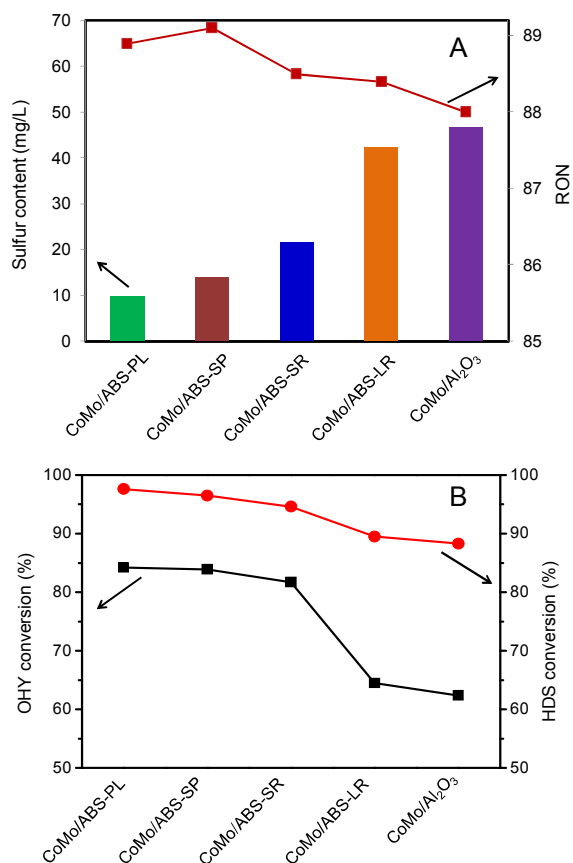 A
Sulfur content (mg/L)
70
60
50
40
30
20
10
0
89
88
87
86
85
RON
CoMo/ABS-PL
CoMo/ABS-SP
CoMo/ABS-SR
CoMo/ABS-LR
CoMo/Al₂O₃
B
OHY conversion (%)
100
90
80
70
60
50
100
90
80
70
60
50
HDS conversion (%)
CoMo/ABS-PL
CoMo/ABS-SP
CoMo/ABS-SR
CoMo/ABS-LR
CoMo/Al₂O₃